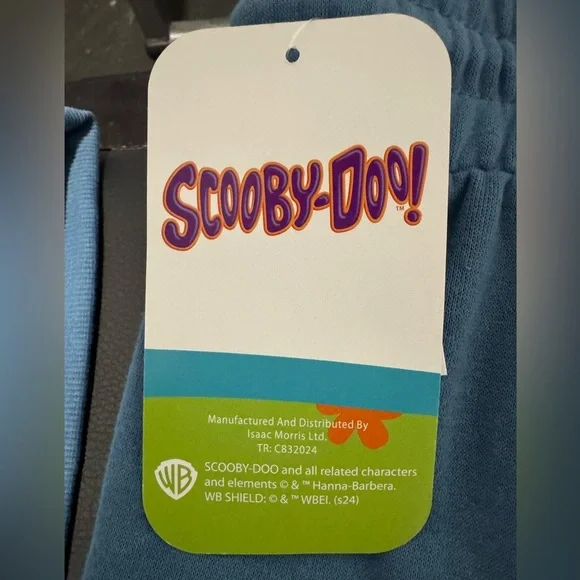 SCOOBY-DOO!
TM
Manufactured And Distributed By
Isaac Morris Ltd.
TR: C832024
WB
SCOOBY-DOO and all related characters
and elements © & ™ Hanna-Barbera.
WB SHIELD: © & ™ WBEI. (s24)